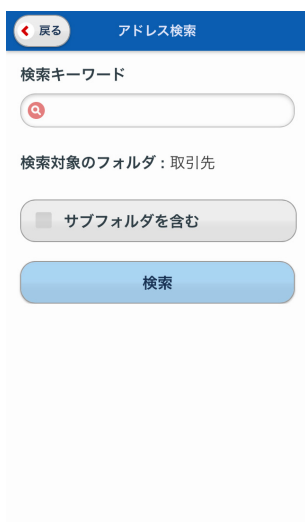 戻る アドレス検索
検索キーワード
検索対象のフォルダ：取引先
サブフォルダを含む
検索